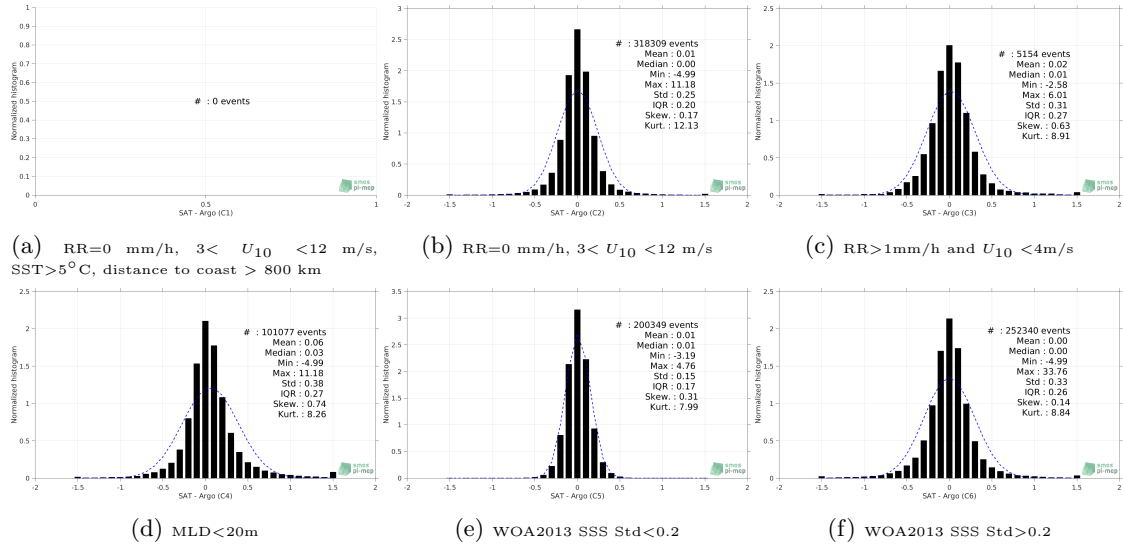 1
0.9
0.8
0.7
0.6
0.5
0.4
0.3
0.2
0.1
0
0 0.5 1
Normalized histogram
# : 0 events
SAT - Argo (C1)
smos
pi-mep
(a) RR=0 mm/h, 3< U10 <12 m/s,
SST>5°C, distance to coast > 800 km
3
2.5
2
1.5
1
0.5
0
-2 -1.5 -1 -0.5 0 0.5 1 1.5 2
Normalized histogram
# : 318309 events
Mean : 0.01
Median : 0.00
Min : -4.99
Max : 11.18
Std : 0.25
IQR : 0.20
Skew. : 0.17
Kurt. : 12.13
SAT - Argo (C2)
smos
pi-mep
(b) RR=0 mm/h, 3< U10 <12 m/s
2.5
2
1.5
1
0.5
0
-2 -1.5 -1 -0.5 0 0.5 1 1.5 2
Normalized histogram
# : 5154 events
Mean : 0.02
Median : 0.01
Min : -2.58
Max : 6.01
Std : 0.31
IQR : 0.27
Skew. : 0.63
Kurt. : 8.91
SAT - Argo (C3)
smos
pi-mep
(c) RR>1mm/h and U10 <4m/s
2.5
2
1.5
1
0.5
0
-2 -1.5 -1 -0.5 0 0.5 1 1.5 2
Normalized histogram
# : 101077 events
Mean : 0.06
Median : 0.03
Min : -4.99
Max : 11.18
Std : 0.38
IQR : 0.27
Skew. : 0.74
Kurt. : 8.26
SAT - Argo (C4)
smos
pi-mep
(d) MLD<20m
3.5
3
2.5
2
1.5
1
0.5
0
-2 -1.5 -1 -0.5 0 0.5 1 1.5 2
Normalized histogram
# : 200349 events
Mean : 0.01
Median : 0.01
Min : -3.19
Max : 4.76
Std : 0.15
IQR : 0.17
Skew. : 0.31
Kurt. : 7.99
SAT - Argo (C5)
smos
pi-mep
(e) WOA2013 SSS Std<0.2
2.5
2
1.5
1
0.5
0
-2 -1.5 -1 -0.5 0 0.5 1 1.5 2
Normalized histogram
# : 252340 events
Mean : 0.00
Median : 0.00
Min : -4.99
Max : 33.76
Std : 0.33
IQR : 0.26
Skew. : 0.14
Kurt. : 8.84
SAT - Argo (C6)
smos
pi-mep
(f) WOA2013 SSS Std>0.2